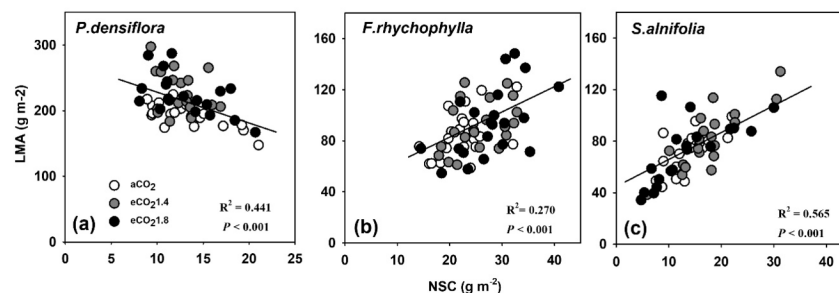 P.densiflora
F.rhychophylla
S.alnifolia
LMA (g m-2)
300
200
100
0
160
120
80
40
0
160
120
80
40
0
aCO2
eCO21.4
eCO21.8
(a)
R2 = 0.441
P < 0.001
(b)
R2= 0.270
P < 0.001
(c)
R2 = 0.565
P < 0.001
0 5 10 15 20 25
0 10 20 30 40
0 10 20 30 40
NSC (g m-2)